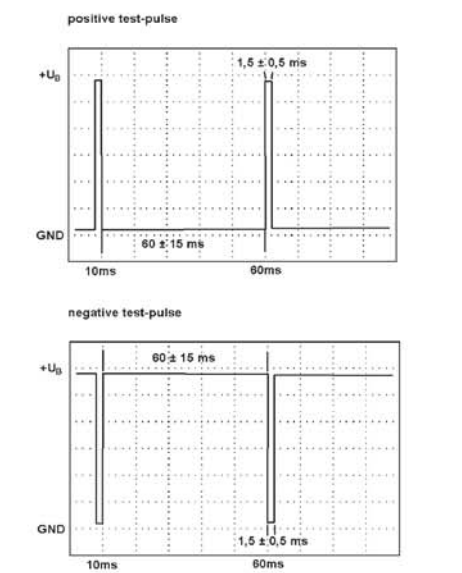 positive test-pulse
1,5 ± 0,5 ms
+UB
GND
60 ± 15 ms
10ms 60ms
negative test-pulse
60 ± 15 ms
+UB
GND
1,5 ± 0,5 ms
10ms 60ms